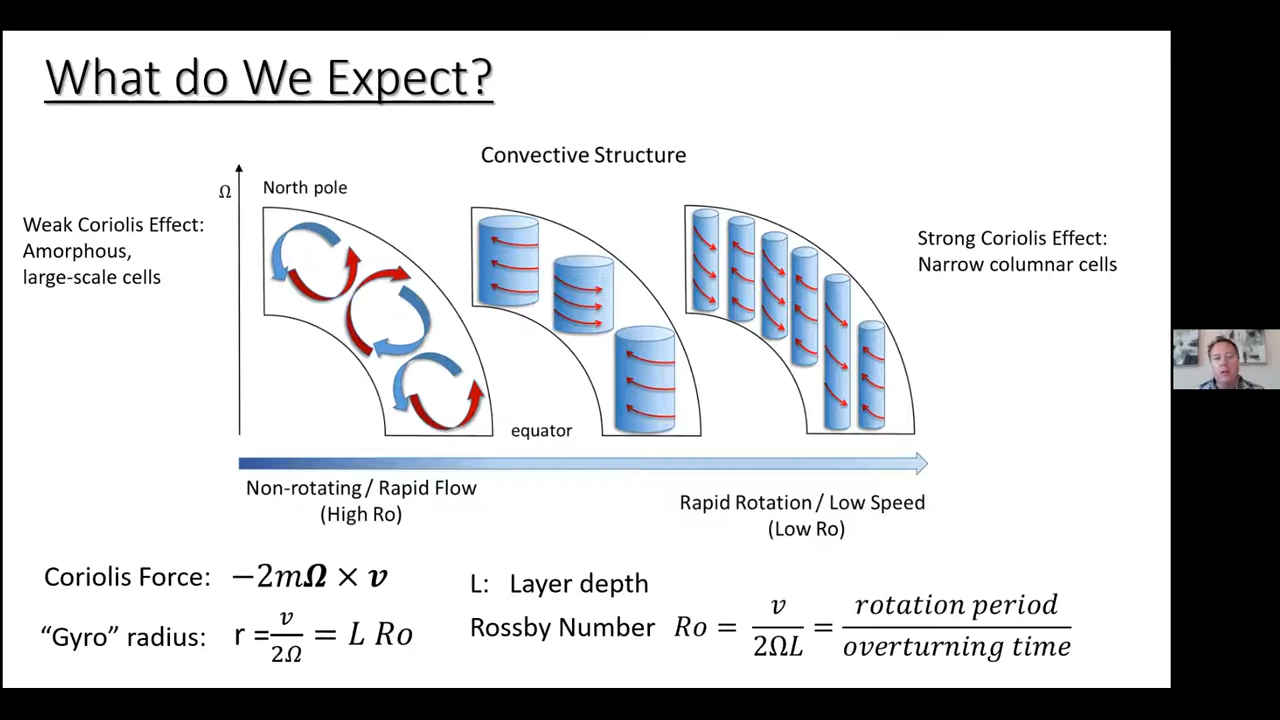 What do We Expect?
Convective Structure
Ω
North pole
Weak Coriolis Effect:
Amorphous,
large-scale cells
Strong Coriolis Effect:
Narrow columnar cells
equator
Non-rotating / Rapid Flow
(High Ro)
Rapid Rotation / Low Speed
(Low Ro)
Coriolis Force: −2mΩ × v
"Gyro" radius: r = v/2Ω = L Ro
L: Layer depth
Rossby Number Ro = v/2ΩL = rotation period/overturning time